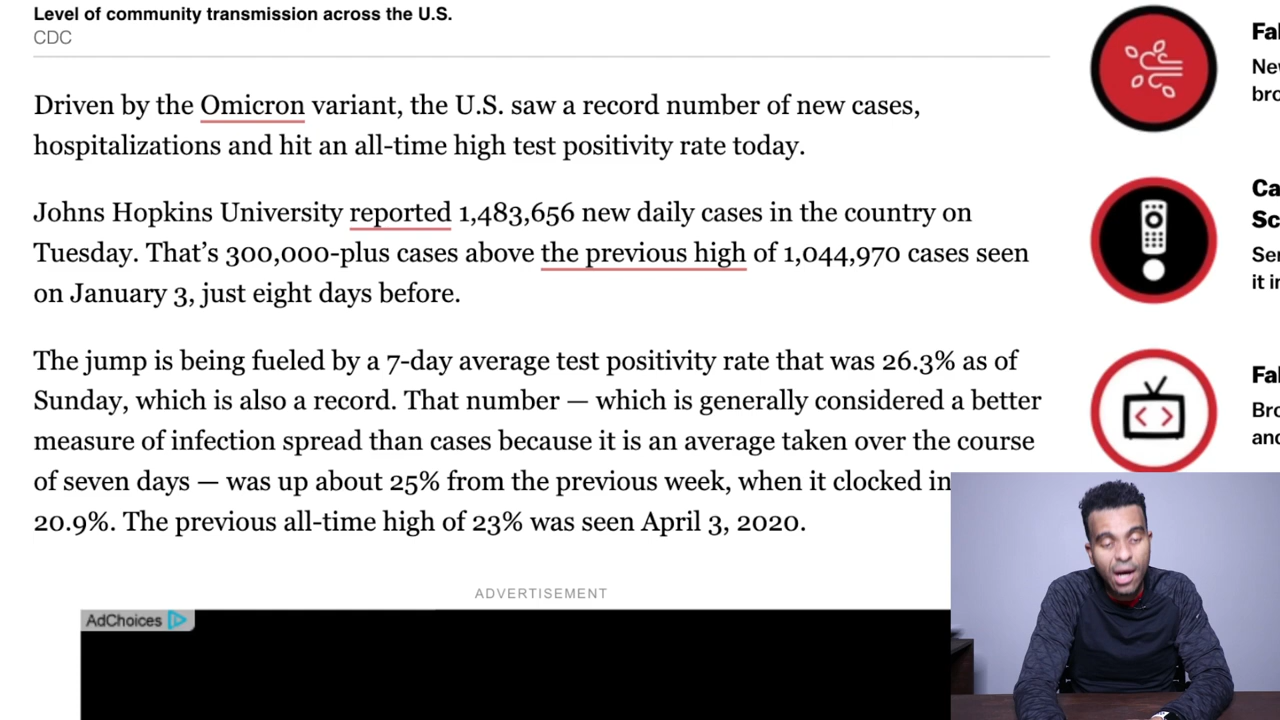 Level of community transmission across the U.S.
CDC
Driven by the Omicron variant, the U.S. saw a record number of new cases,
hospitalizations and hit an all-time high test positivity rate today.
Johns Hopkins University reported 1,483,656 new daily cases in the country on
Tuesday. That’s 300,000-plus cases above the previous high of 1,044,970 cases seen
on January 3, just eight days before.
The jump is being fueled by a 7-day average test positivity rate that was 26.3% as of
Sunday, which is also a record. That number — which is generally considered a better
measure of infection spread than cases because it is an average taken over the course
of seven days — was up about 25% from the previous week, when it clocked in
20.9%. The previous all-time high of 23% was seen April 3, 2020.
ADVERTISEMENT
AdChoices